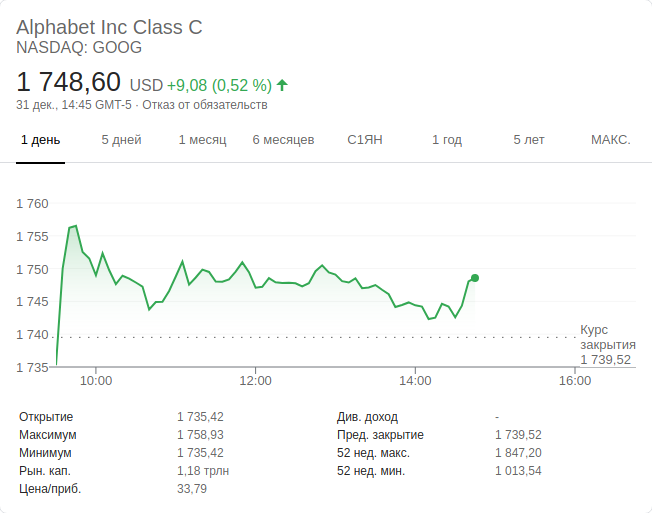 Alphabet Inc Class C
NASDAQ: GOOG
1 748,60 USD +9,08 (0,52 %)
31 дек., 14:45 GMT-5 · Отказ от обязательств
1 день 5 дней 1 месяц 6 месяцев С1ЯН 1 год 5 лет МАКС.
1 760
1 755
1 750
1 745
1 740
1 735
Курс
закрытия
1 739,52
10:00 12:00 14:00 16:00
Открытие 1 735,42 Див. доход -
Максимум 1 758,93 Пред. закрытие 1 739,52
Минимум 1 735,42 52 нед. макс. 1 847,20
Рын. кап. 1,18 трлн 52 нед. мин. 1 013,54
Цена/приб. 33,79